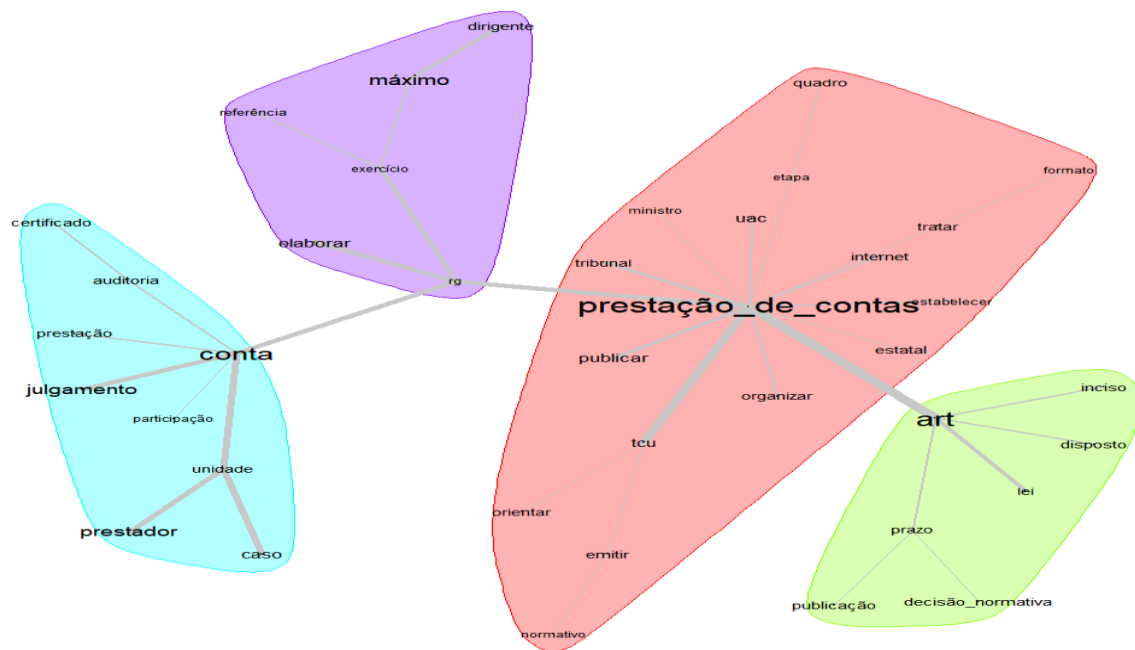 dirigente
máximo
referência
exercício
elaborar
rg
certificado
auditoria
prestação
conta
julgamento
participação
unidade
prestador
caso
quadro
formato
etapa
ministro
uac
tratar
tribunal
internet
prestação_de_contas
estabelecer
publicar
estatal
organizar
tcu
orientar
emitir
normativo
inciso
art
disposto
lei
prazo
publicação
decisão_normativa